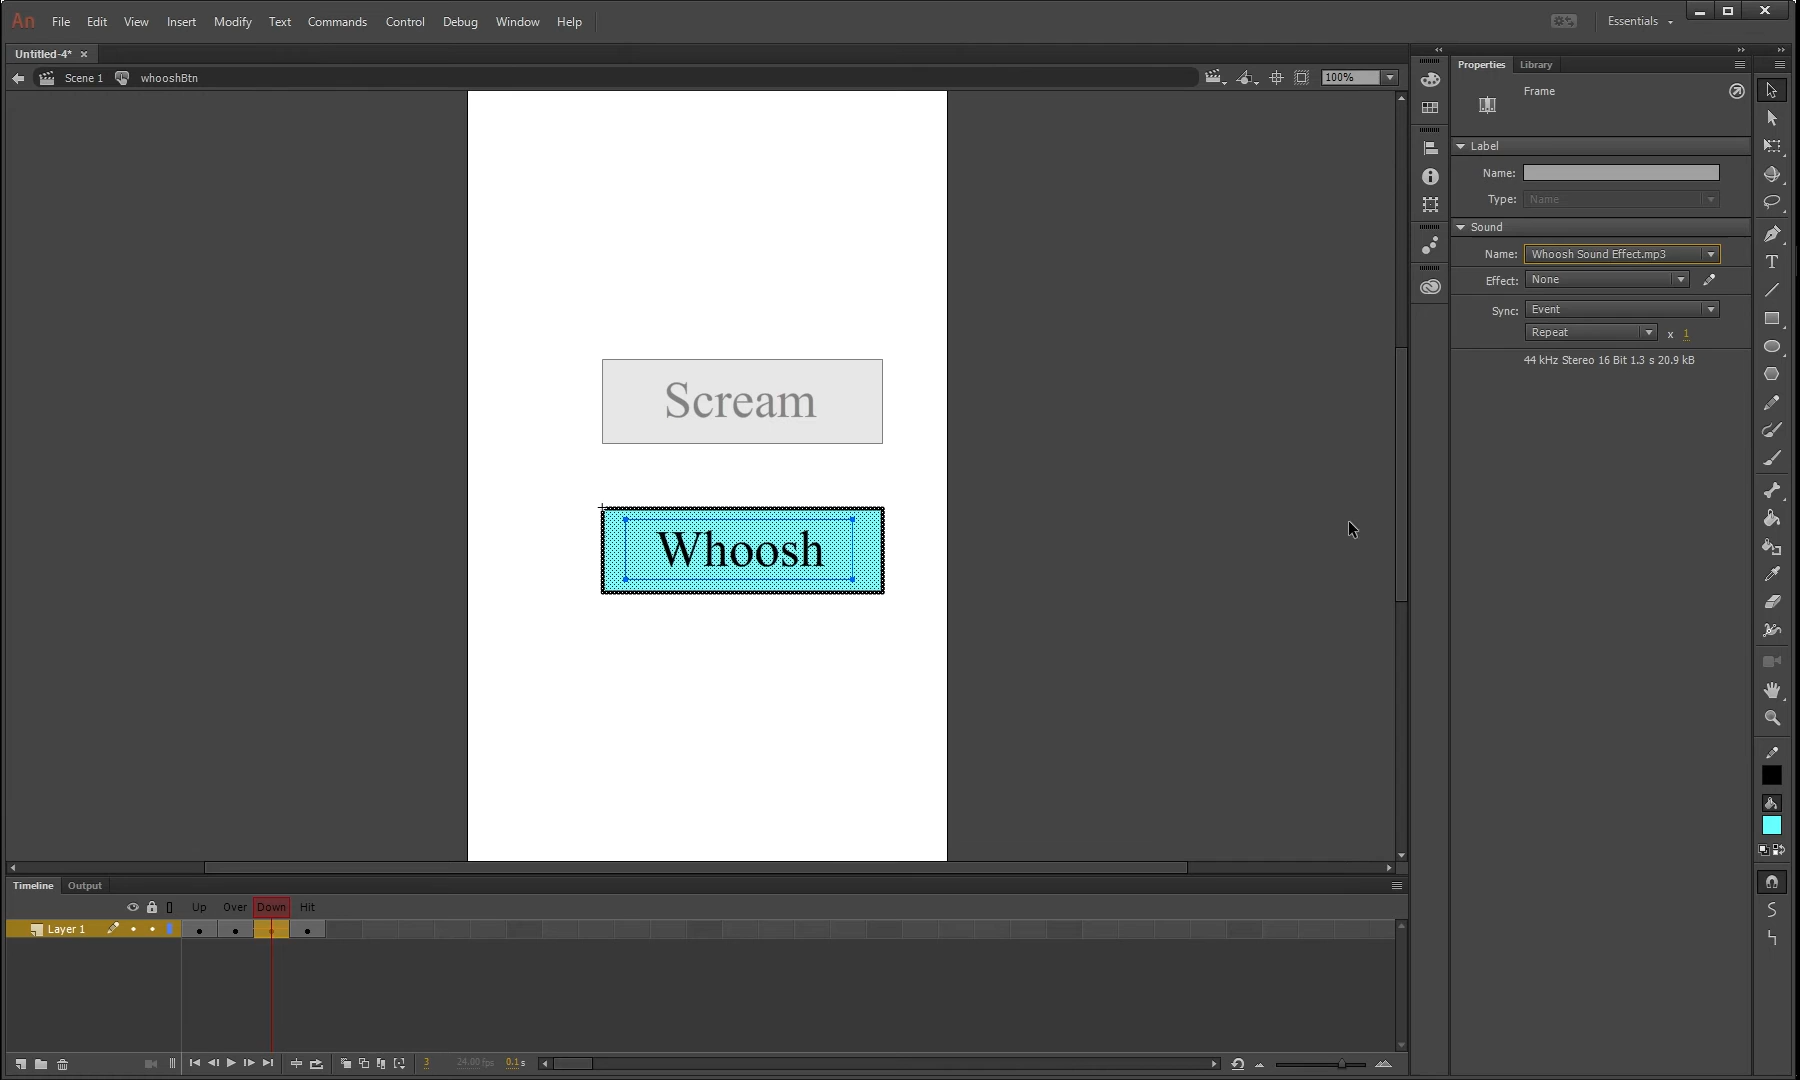 An File Edit View Insert Modify Text Commands Control Debug Window Help Essentials
Untitled-4* ×
Scene 1 whooshBtn 100%
Properties Library
Frame
Label
Name:
Type: Name
Sound
Name: Whoosh Sound Effect.mp3
Effect: None
Sync: Event
Repeat x 1
44 kHz Stereo 16 Bit 1.3 s 20.9 kB
Scream
Whoosh
Timeline Output
Up Over Down Hit
Layer 1
3 24.00 fps 0.1 s